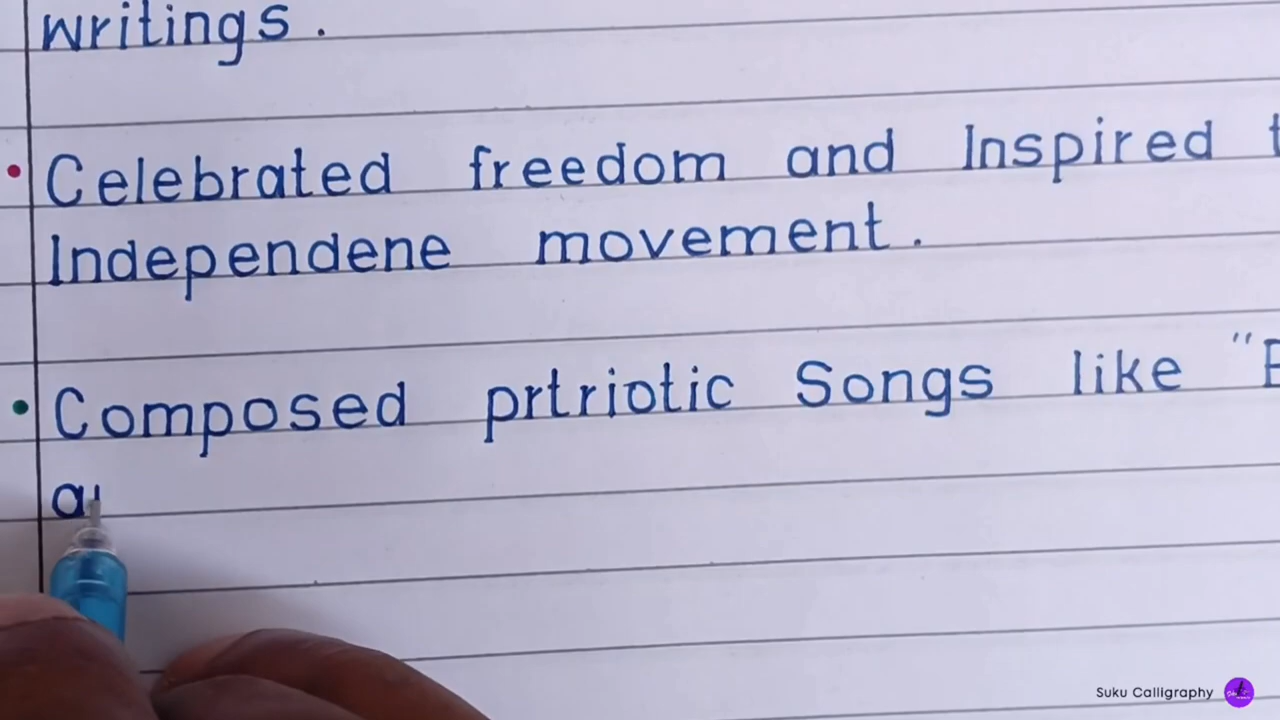 writings.
• Celebrated freedom and Inspired t
Independene movement.
• Composed prtriotic Songs like "
a
Suku Calligraphy